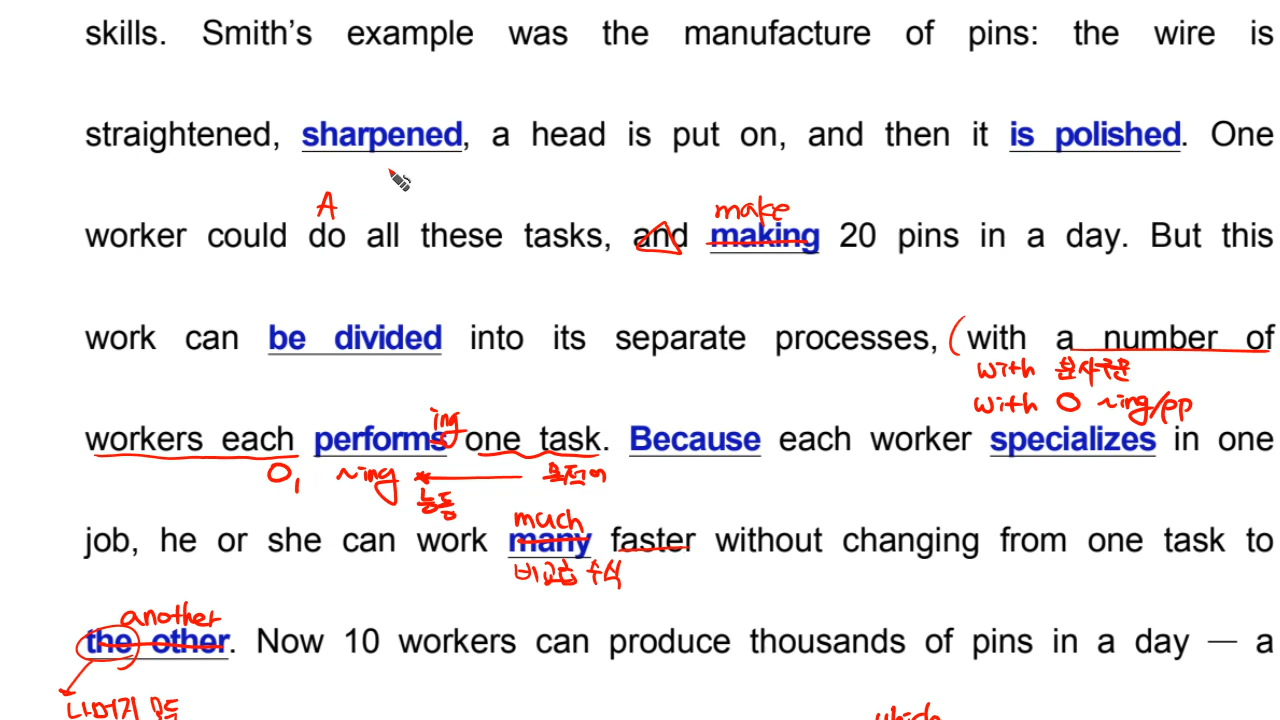 skills. Smith’s example was the manufacture of pins: the wire is
straightened, sharpened, a head is put on, and then it is polished. One
A
make
worker could do all these tasks, and making 20 pins in a day. But this
work can be divided into its separate processes, (with a number of
with 분사구문
with O ~ing/pp
ing
workers each performs one task. Because each worker specializes in one
O, ~ing 목적어
능동
much
job, he or she can work many faster without changing from one task to
비교급 수식
another
the other. Now 10 workers can produce thousands of pins in a day — a
나머지 모두
which